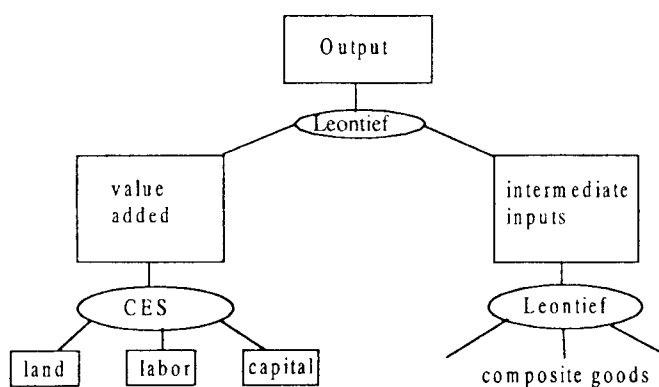 Output
Leontief
value
added
intermediate
inputs
CES
Leontief
land
labor
capital
composite goods